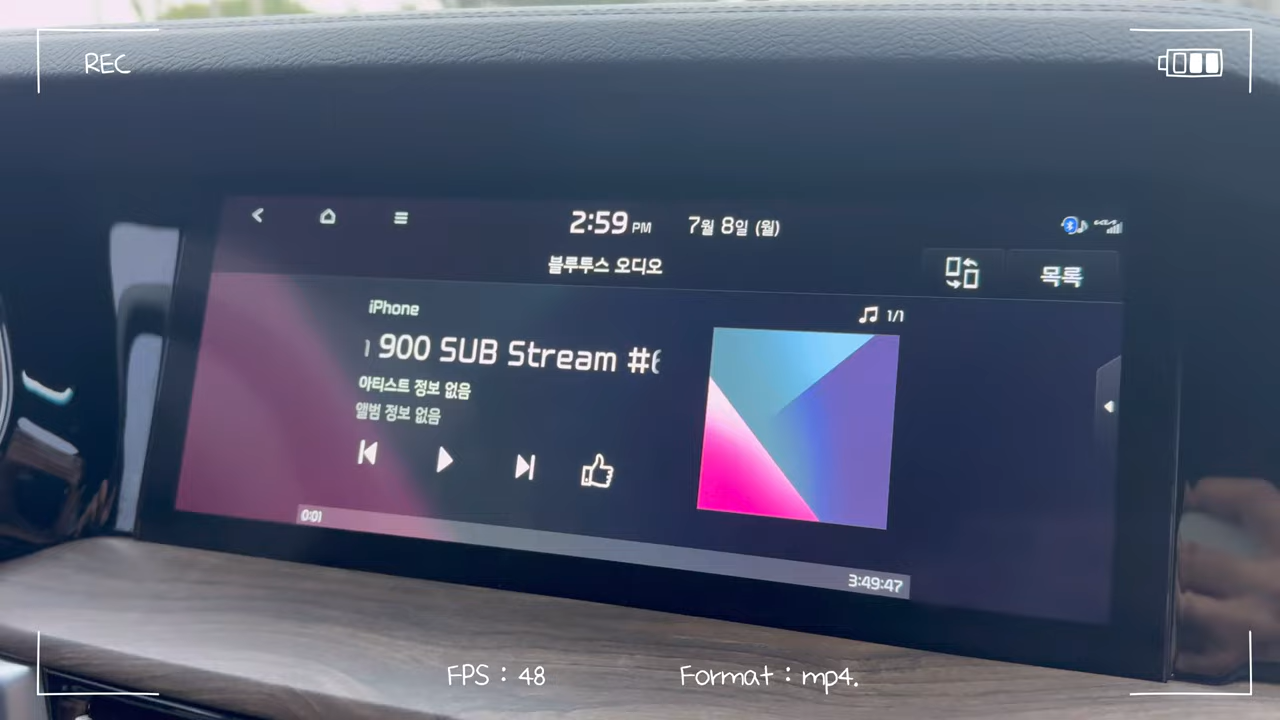 REC
2:59 PM 7월 8일 (월)
블루투스 오디오
목록
iPhone
1/1
900 SUB Stream
아티스트 정보 없음
앨범 정보 없음
0:01
3:49:47
FPS : 48
Format : mp4.